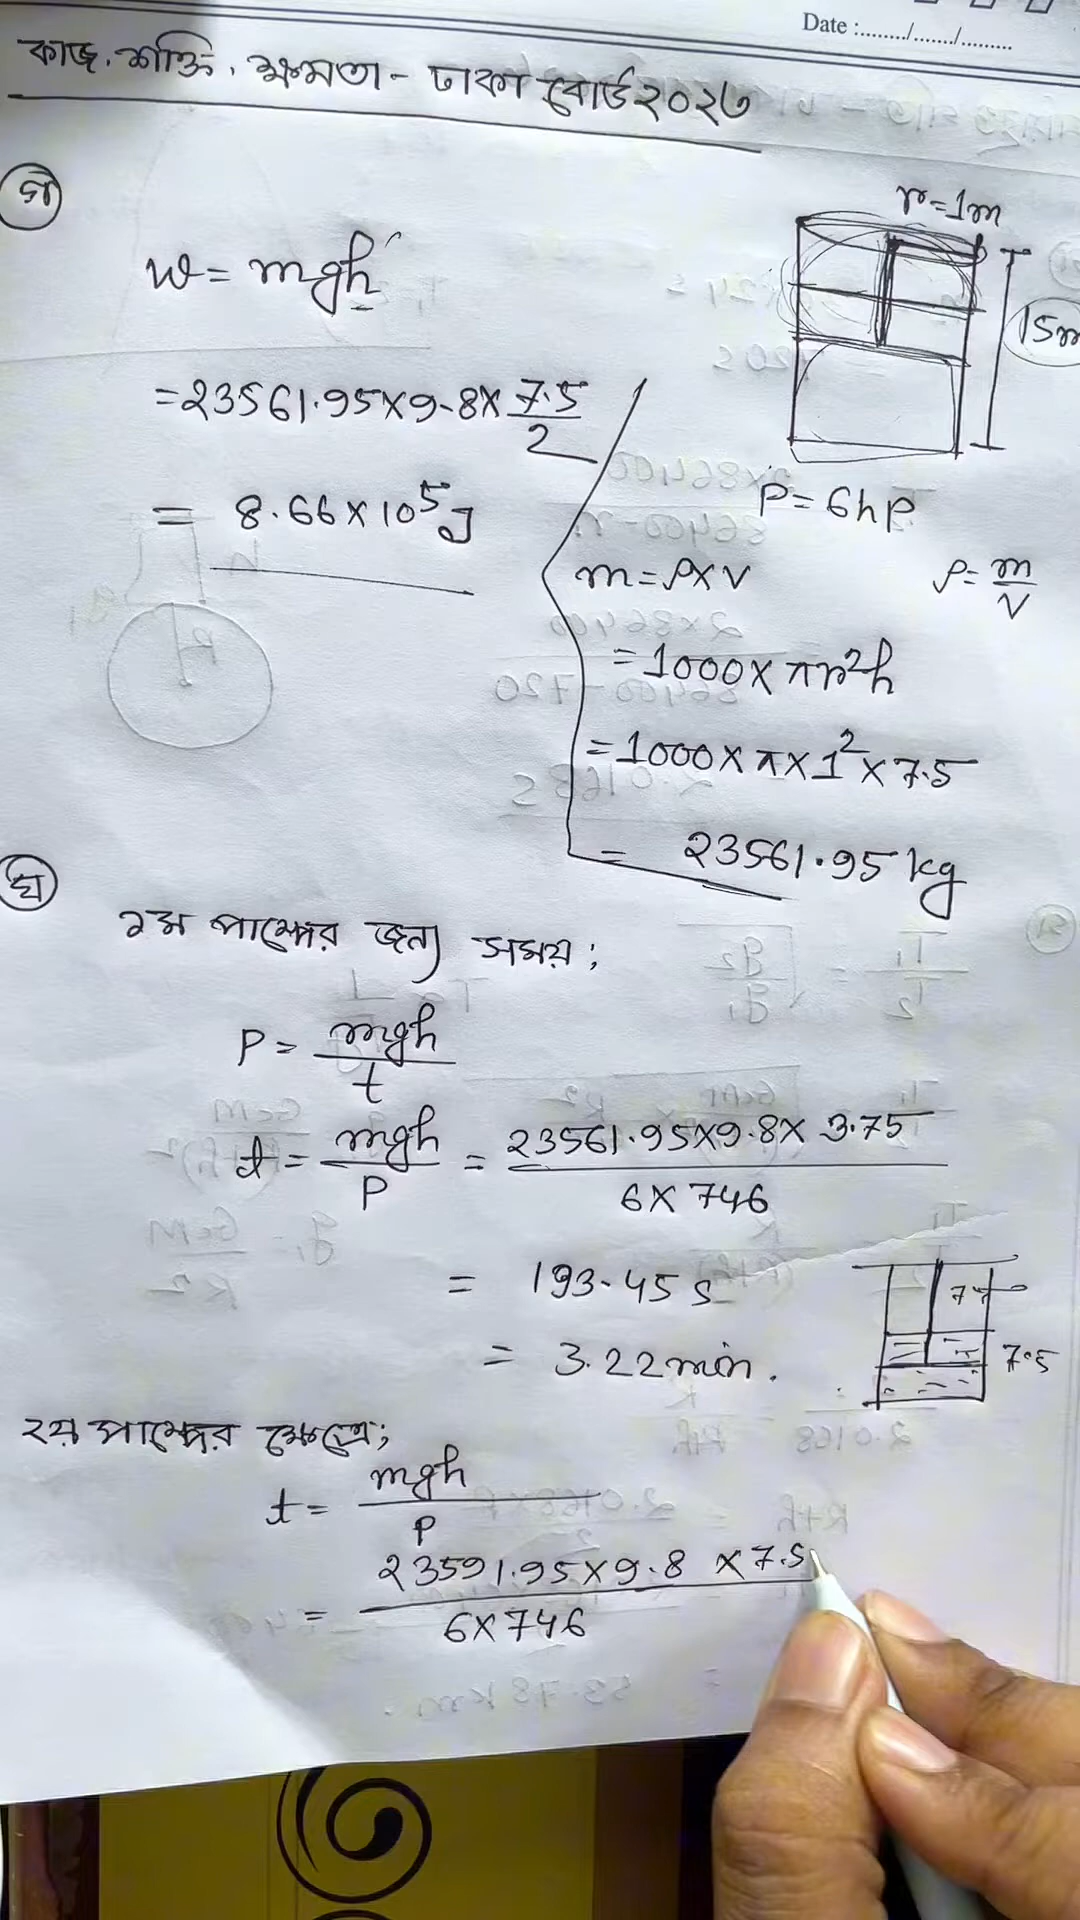 Date :......../......./.........
কাজ, শক্তি, ক্ষমতা - ঢাকা বোর্ড ২০২৩
গ
r=1m
15m
W = mgh
= 23561.95×9.8×7.5/2
= 8.66×10⁵ J
P = 6hp
m = ρ×v
ρ = m/v
= 1000×πr²h
= 1000×π×1²×7.5
= 23561.95 kg
ঘ
১ম পাম্পের জন্য সময়;
P = mgh/t
t = mgh/P = 23561.95×9.8×3.75/6×746
= 193.45 s
= 3.22 min.
7.5
২য় পাম্পের ক্ষেত্রে;
t = mgh/P
= 23591.95×9.8 ×7.5/6×746